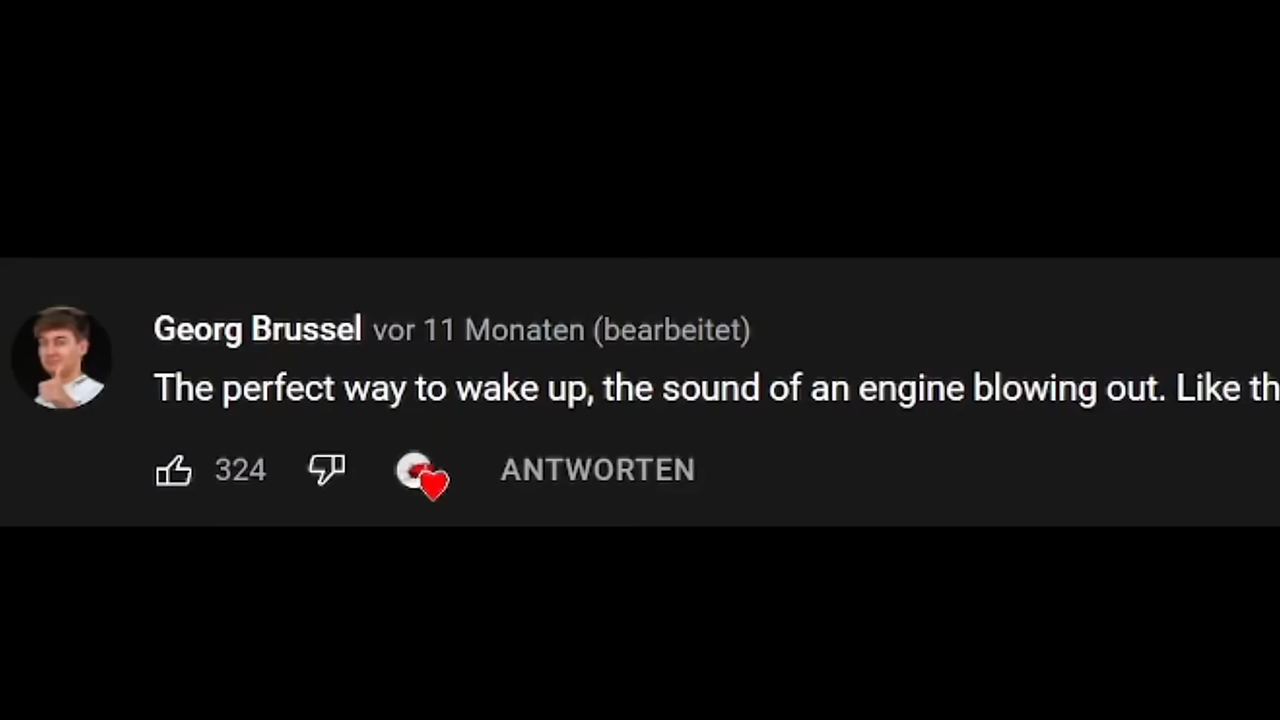 Georg Brussel vor 11 Monaten (bearbeitet)
The perfect way to wake up, the sound of an engine blowing out. Like th
324 ANTWORTEN